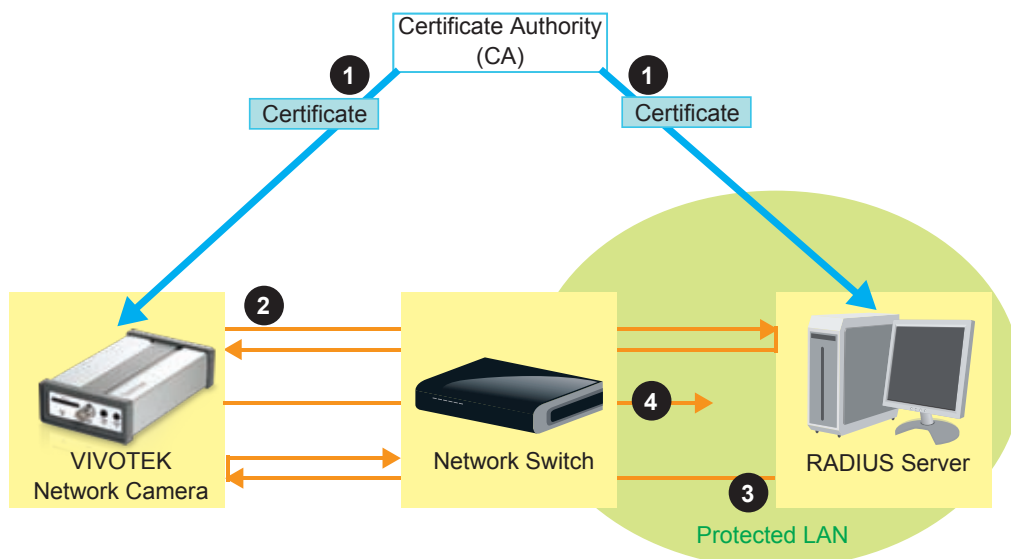 Certificate Authority
(CA)
1
1
Certificate
Certificate
2
4
VIVOTEK
Network Camera
Network Switch
RADIUS Server
3
Protected LAN